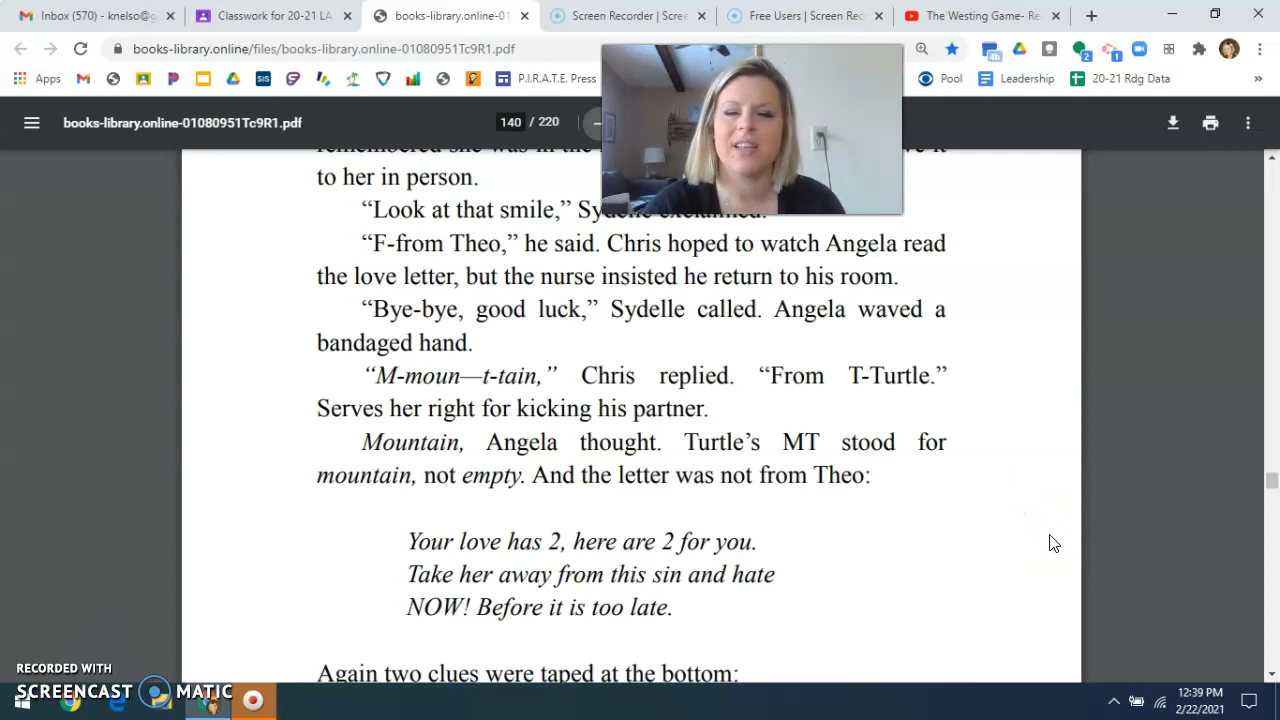 Inbox (570) - knelso@g
Classwork for 20-21 LA
books-library.online-01
Screen Recorder | Scree
Free Users | Screen Rec
The Westing Game- Re
books-library.online/files/books-library.online-01080951Tc9R1.pdf
Apps
P.I.R.A.T.E. Press
Pool
Leadership
20-21 Rdg Data
books-library.online-01080951Tc9R1.pdf
140 / 220
to her in person.
“Look at that smile,” Sydelle exclaimed.
“F-from Theo,” he said. Chris hoped to watch Angela read
the love letter, but the nurse insisted he return to his room.
“Bye-bye, good luck,” Sydelle called. Angela waved a
bandaged hand.
“M-moun—t-tain,” Chris replied. “From T-Turtle.”
Serves her right for kicking his partner.
Mountain, Angela thought. Turtle’s MT stood for
mountain, not empty. And the letter was not from Theo:
Your love has 2, here are 2 for you.
Take her away from this sin and hate
NOW! Before it is too late.
Again two clues were taped at the bottom:
RECORDED WITH
SCREENCAST MATIC
12:39 PM
2/22/2021